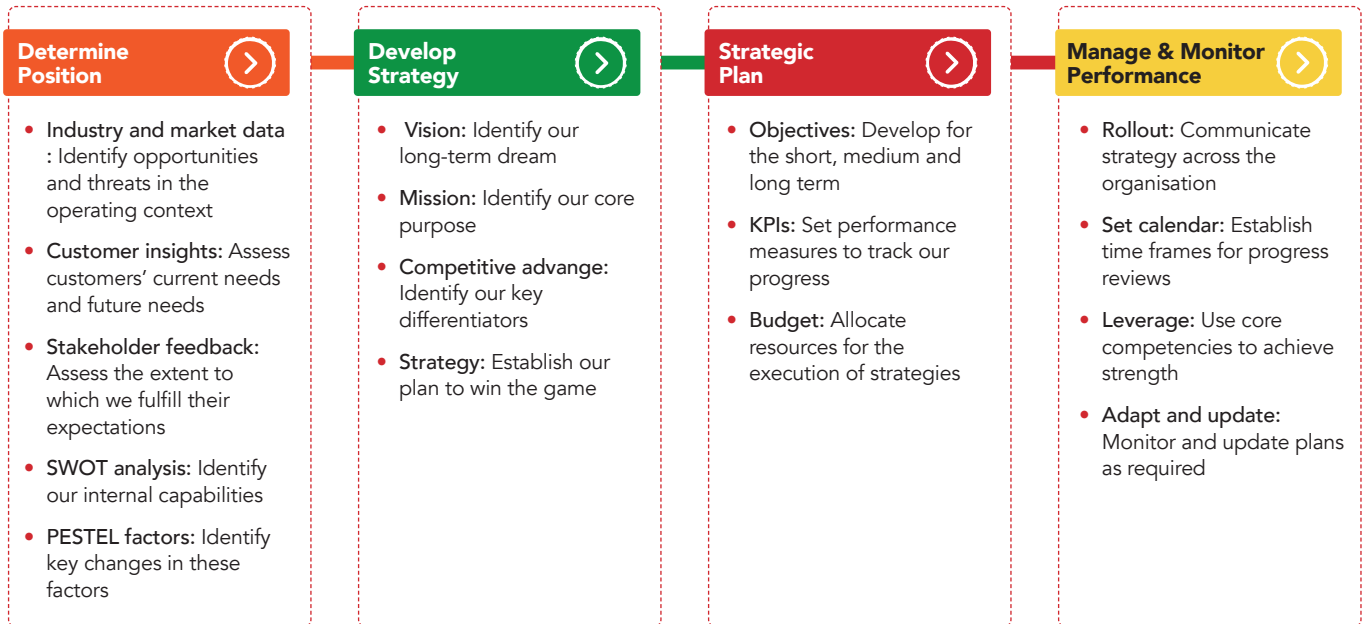 Determine
Position
• Industry and market data
: Identify opportunities
and threats in the
operating context
• Customer insights: Assess
customers’ current needs
and future needs
• Stakeholder feedback:
Assess the extent to
which we fulfill their
expectations
• SWOT analysis: Identify
our internal capabilities
• PESTEL factors: Identify
key changes in these
factors
Develop
Strategy
• Vision: Identify our
long-term dream
• Mission: Identify our core
purpose
• Competitive advange:
Identify our key
differentiators
• Strategy: Establish our
plan to win the game
Strategic
Plan
• Objectives: Develop for
the short, medium and
long term
• KPIs: Set performance
measures to track our
progress
• Budget: Allocate
resources for the
execution of strategies
Manage & Monitor
Performance
• Rollout: Communicate
strategy across the
organisation
• Set calendar: Establish
time frames for progress
reviews
• Leverage: Use core
competencies to achieve
strength
• Adapt and update:
Monitor and update plans
as required